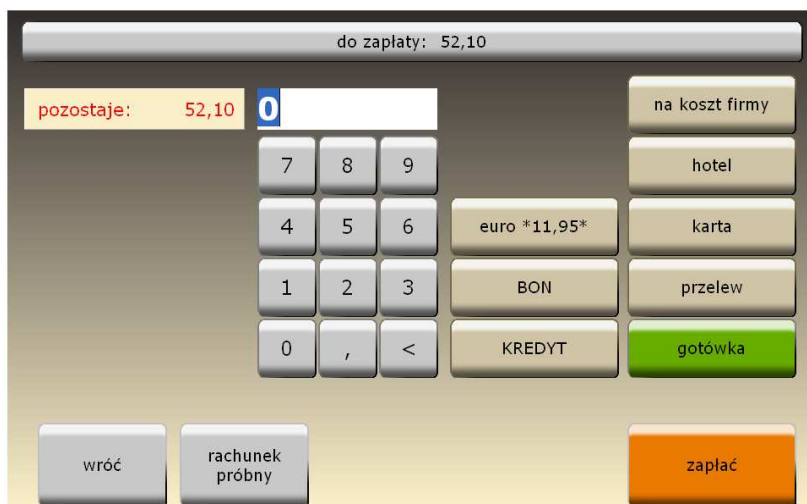 do zapłaty: 52,10
pozostaje: 52,10
0
na koszt firmy
7 8 9
hotel
4 5 6
euro *11,95*
karta
1 2 3
BON
przelew
0 , <
KREDYT
gotówka
wróć
rachunek
próbny
zapłać